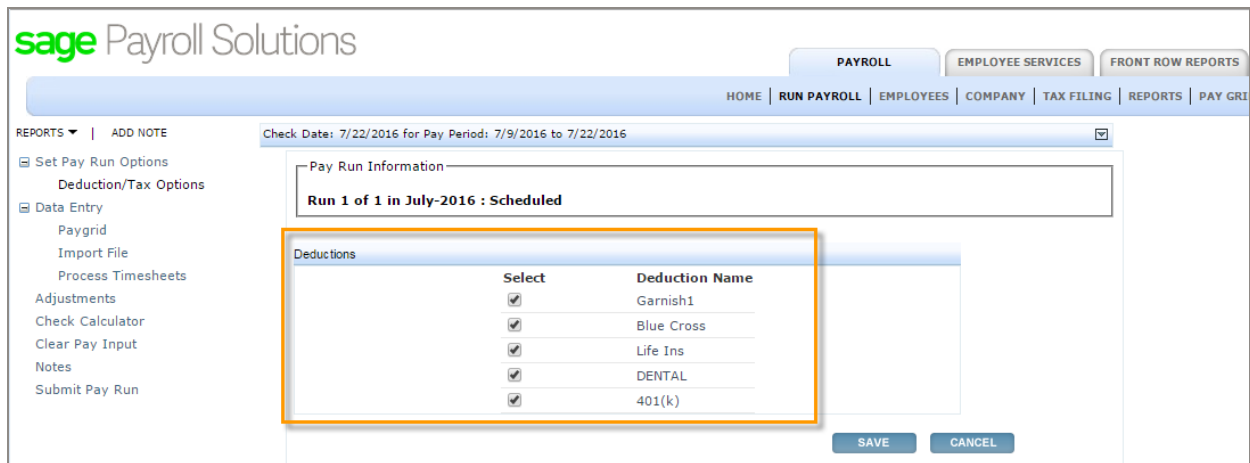 sage Payroll Solutions
PAYROLL EMPLOYEE SERVICES FRONT ROW REPORTS
HOME | RUN PAYROLL | EMPLOYEES | COMPANY | TAX FILING | REPORTS | PAY GRI
REPORTS | ADD NOTE
Check Date: 7/22/2016 for Pay Period: 7/9/2016 to 7/22/2016
Set Pay Run Options
Deduction/Tax Options
Data Entry
Paygrid
Import File
Process Timesheets
Adjustments
Check Calculator
Clear Pay Input
Notes
Submit Pay Run
Pay Run Information
Run 1 of 1 in July-2016 : Scheduled
Deductions
Select Deduction Name
Garnish1
Blue Cross
Life Ins
DENTAL
401(k)
SAVE CANCEL